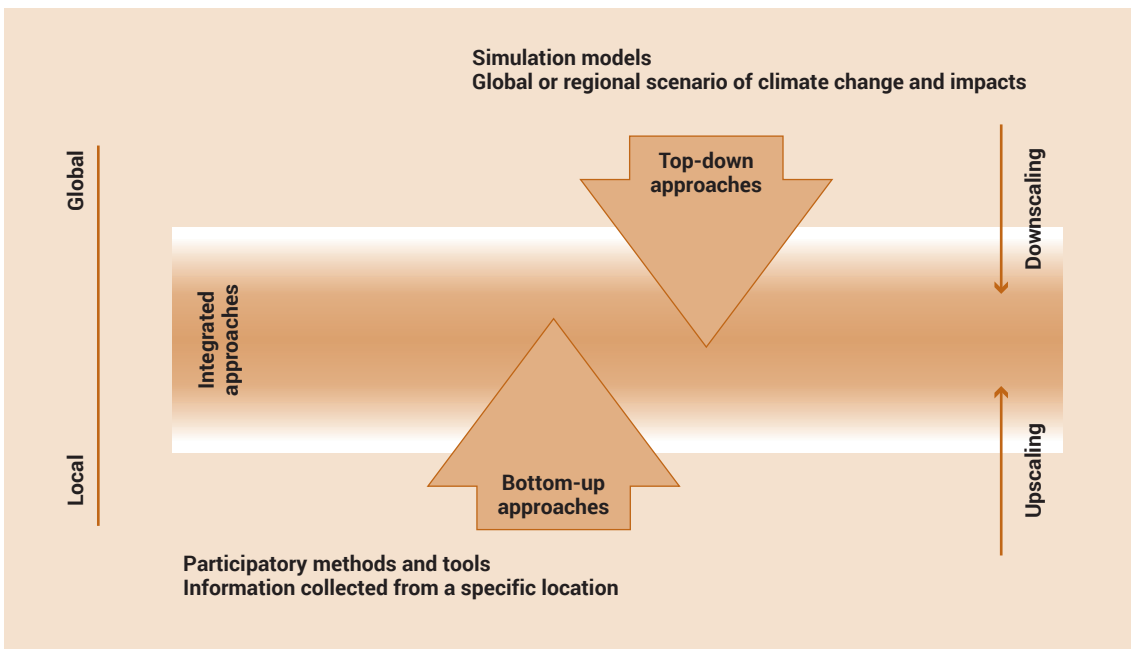 Simulation models
Global or regional scenario of climate change and impacts
Global
Top-down
approaches
Downscaling
Integrated
approaches
Local
Bottom-up
approaches
Upscaling
Participatory methods and tools
Information collected from a specific location